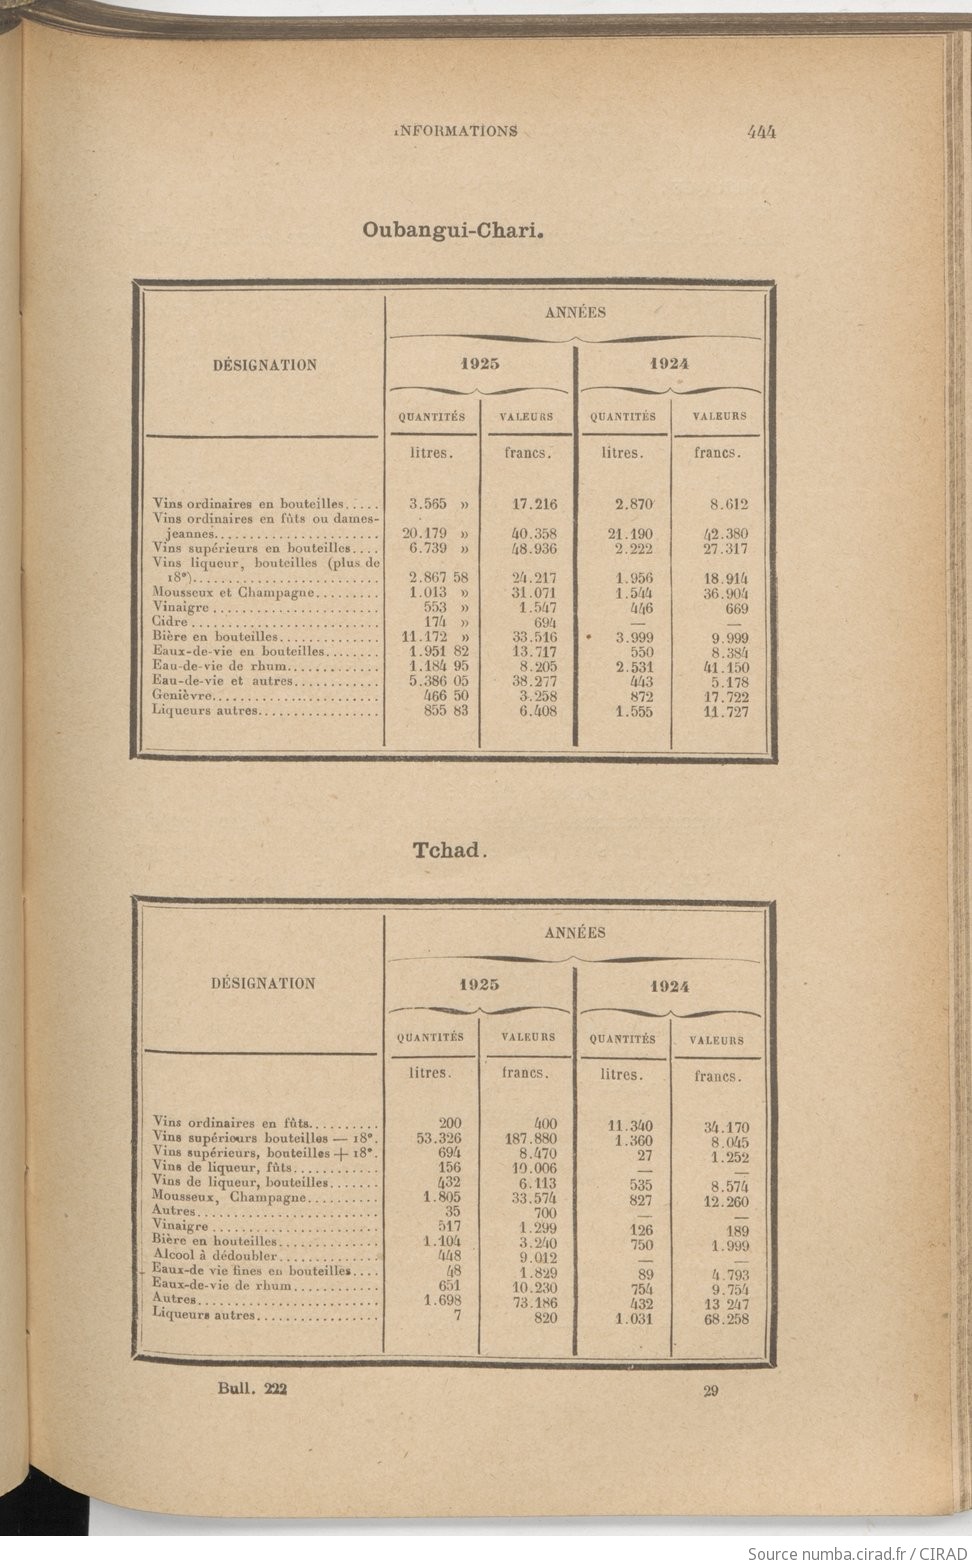 INFORMATIONS 441
Oubangui-Chari.
DÉSIGNATION
ANNÉES
1925 1924
QUANTITÉS VALEURS QUANTITÉS VALEURS
litres. francs. litres. francs.
Vins ordinaires en bouteilles..... 3.565 » 17.216 2.870 8.612
Vins ordinaires en fûts ou dames-
jeannes....................... 20.179 » 40.358 21.190 42.380
Vins supérieurs en bouteilles.... 6.739 » 48.936 2.222 27.317
Vins liqueur, bouteilles (plus de
18°).......................... 2.867 58 24.217 1.956 18.914
Mousseux et Champagne......... 1.013 » 31.071 1.544 36.904
Vinaigre....................... 553 » 1.547 446 669
Cidre.......................... 174 » 694 — —
Bière en bouteilles.............. 11.172 » 33.516 3.999 9.999
Eaux-de-vie en bouteilles........ 1.951 82 13.717 550 8.384
Eau-de-vie de rhum............. 1.184 95 8.205 2.531 41.150
Eau-de-vie et autres............ 5.386 05 38.277 443 5.178
Genièvre........................ 466 50 3.258 872 17.722
Liqueurs autres................. 855 83 6.408 1.555 11.727
Tchad.
DÉSIGNATION
ANNÉES
1925 1924
QUANTITÉS VALEURS QUANTITÉS VALEURS
litres. francs. litres. francs.
Vins ordinaires en fûts.......... 200 400 11.340 34.170
Vins supérieurs bouteilles — 18°. 53.326 187.880 1.360 8.045
Vins supérieurs, bouteilles + 18°. 694 8.470 27 1.252
Vins de liqueur, fûts............ 156 10.006 — —
Vins de liqueur, bouteilles....... 432 6.113 535 8.574
Mousseux, Champagne.......... 1.805 33.574 827 12.260
Autres.......................... 35 700 — —
Vinaigre........................ 517 1.299 126 189
Bière en bouteilles.............. 1.104 3.240 750 1.999
Alcool à dédoubler.............. 448 9.012 — —
Eaux-de vie fines en bouteilles.... 48 1.829 89 4.793
Eaux-de-vie de rhum............ 651 10.230 754 9.754
Autres.......................... 1.698 73.186 432 13 247
Liqueurs autres................. 7 820 1.031 68.258
Bull. 222 29
Source numba.cirad.fr / CIRAD